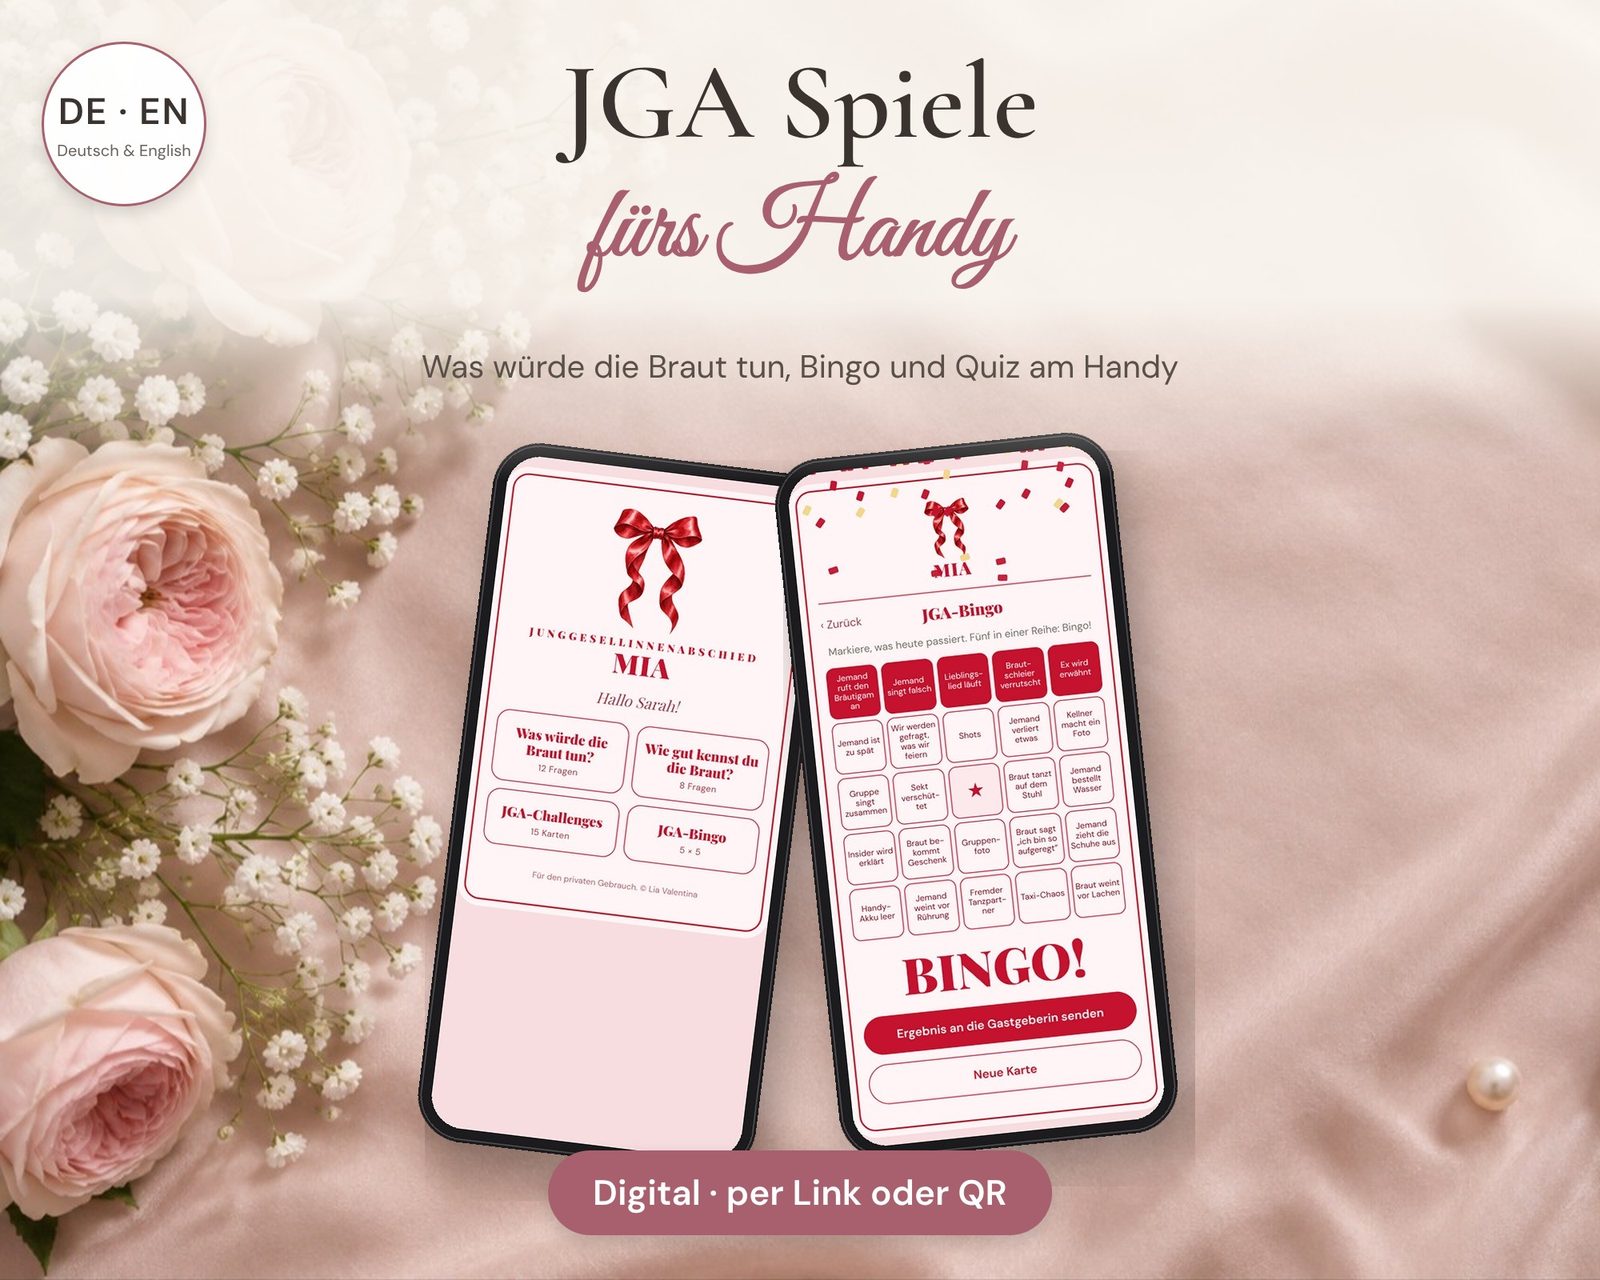 DE · EN
Deutsch & English
JGA Spiele
fürs Handy
Was würde die Braut tun, Bingo und Quiz am Handy
JUNGGESELLINNENABSCHIED
MIA
Hallo Sarah!
Was würde die
Braut tun?
12 Fragen
Wie gut kennst du
die Braut?
8 Fragen
JGA-Challenges
15 Karten
JGA-Bingo
5 × 5
Für den privaten Gebrauch. © Lia Valentina
MIA
‹ Zurück
JGA-Bingo
Markiere, was heute passiert. Fünf in einer Reihe: Bingo!
Jemand
ruft den
Bräutigam
an
Jemand
singt falsch
Lieblings-
lied läuft
Braut-
schleier
verrutscht
Ex wird
erwähnt
Jemand ist
zu spät
Wir werden
gefragt,
was wir
feiern
Shots
Jemand
verliert
etwas
Kellner
macht ein
Foto
Gruppe
singt
zusammen
Sekt
verschüt-
tet
★
Braut tanzt
auf dem
Stuhl
Jemand
bestellt
Wasser
Insider wird
erklärt
Braut be-
kommt
Geschenk
Gruppen-
foto
Braut sagt
„ich bin so
aufgeregt“
Jemand
zieht die
Schuhe aus
Handy-
Akku leer
Jemand
weint vor
Rührung
Fremder
Tanzpart-
ner
Taxi-Chaos
Braut weint
vor Lachen
BINGO!
Ergebnis an die Gastgeberin senden
Neue Karte
Digital · per Link oder QR